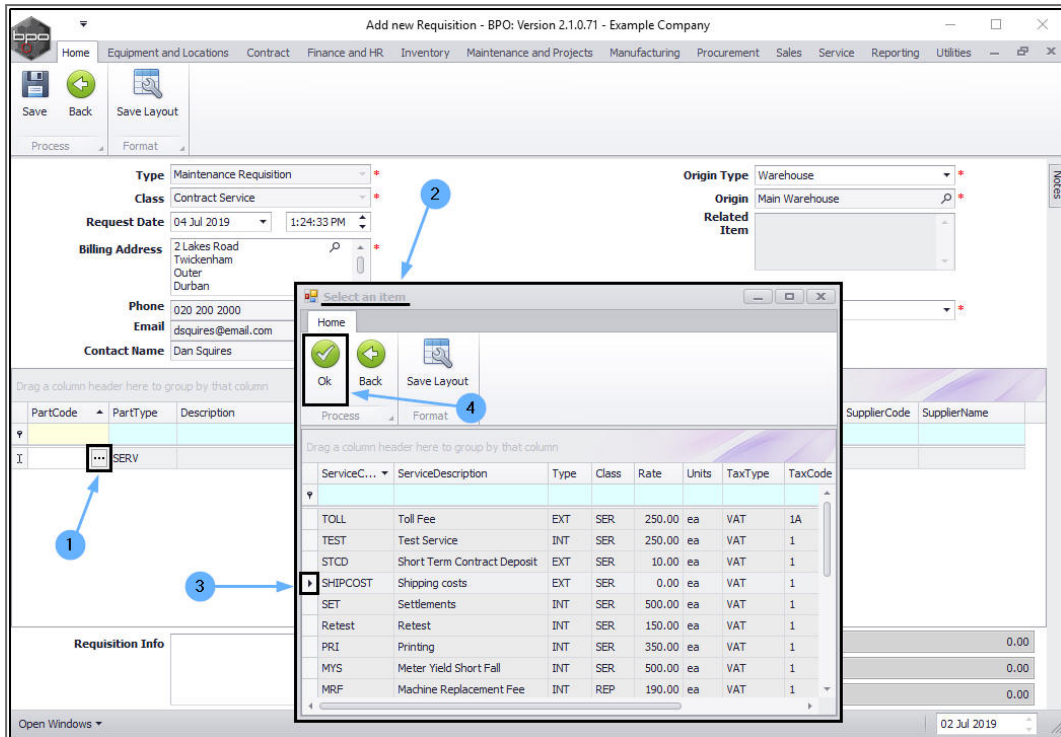 Add new Requisition - BPO: Version 2.1.0.71 - Example Company
bpo
Home Equipment and Locations Contract Finance and HR Inventory Maintenance and Projects Manufacturing Procurement Sales Service Reporting Utilities
Save Back Save Layout
Process Format
Type Maintenance Requisition * Origin Type Warehouse *
Class Contract Service * Origin Main Warehouse *
Notes
2
Request Date 04 Jul 2019 1:24:33 PM Related Item
Billing Address 2 Lakes Road *
Twickenham
Outer
Durban
Phone 020 200 2000 *
Email dsquires@email.com
Contact Name Dan Squires
Select an item
Home
Ok Back Save Layout
4
Process Format
Drag a column header here to group by that column
PartCode PartType Description SupplierCode SupplierName
... SERV
1
3
Drag a column header here to group by that column
ServiceC... ServiceDescription Type Class Rate Units TaxType TaxCode
TOLL Toll Fee EXT SER 250.00 ea VAT 1A
TEST Test Service INT SER 250.00 ea VAT 1
STCD Short Term Contract Deposit EXT SER 10.00 ea VAT 1
SHIPCOST Shipping costs EXT SER 0.00 ea VAT 1
SET Settlements INT SER 500.00 ea VAT 1
Retest Retest INT SER 150.00 ea VAT 1
PRI Printing INT SER 350.00 ea VAT 1
MYS Meter Yield Short Fall INT SER 500.00 ea VAT 1
MRF Machine Replacement Fee INT REP 190.00 ea VAT 1
Requisition Info 0.00
0.00
0.00
Open Windows 02 Jul 2019